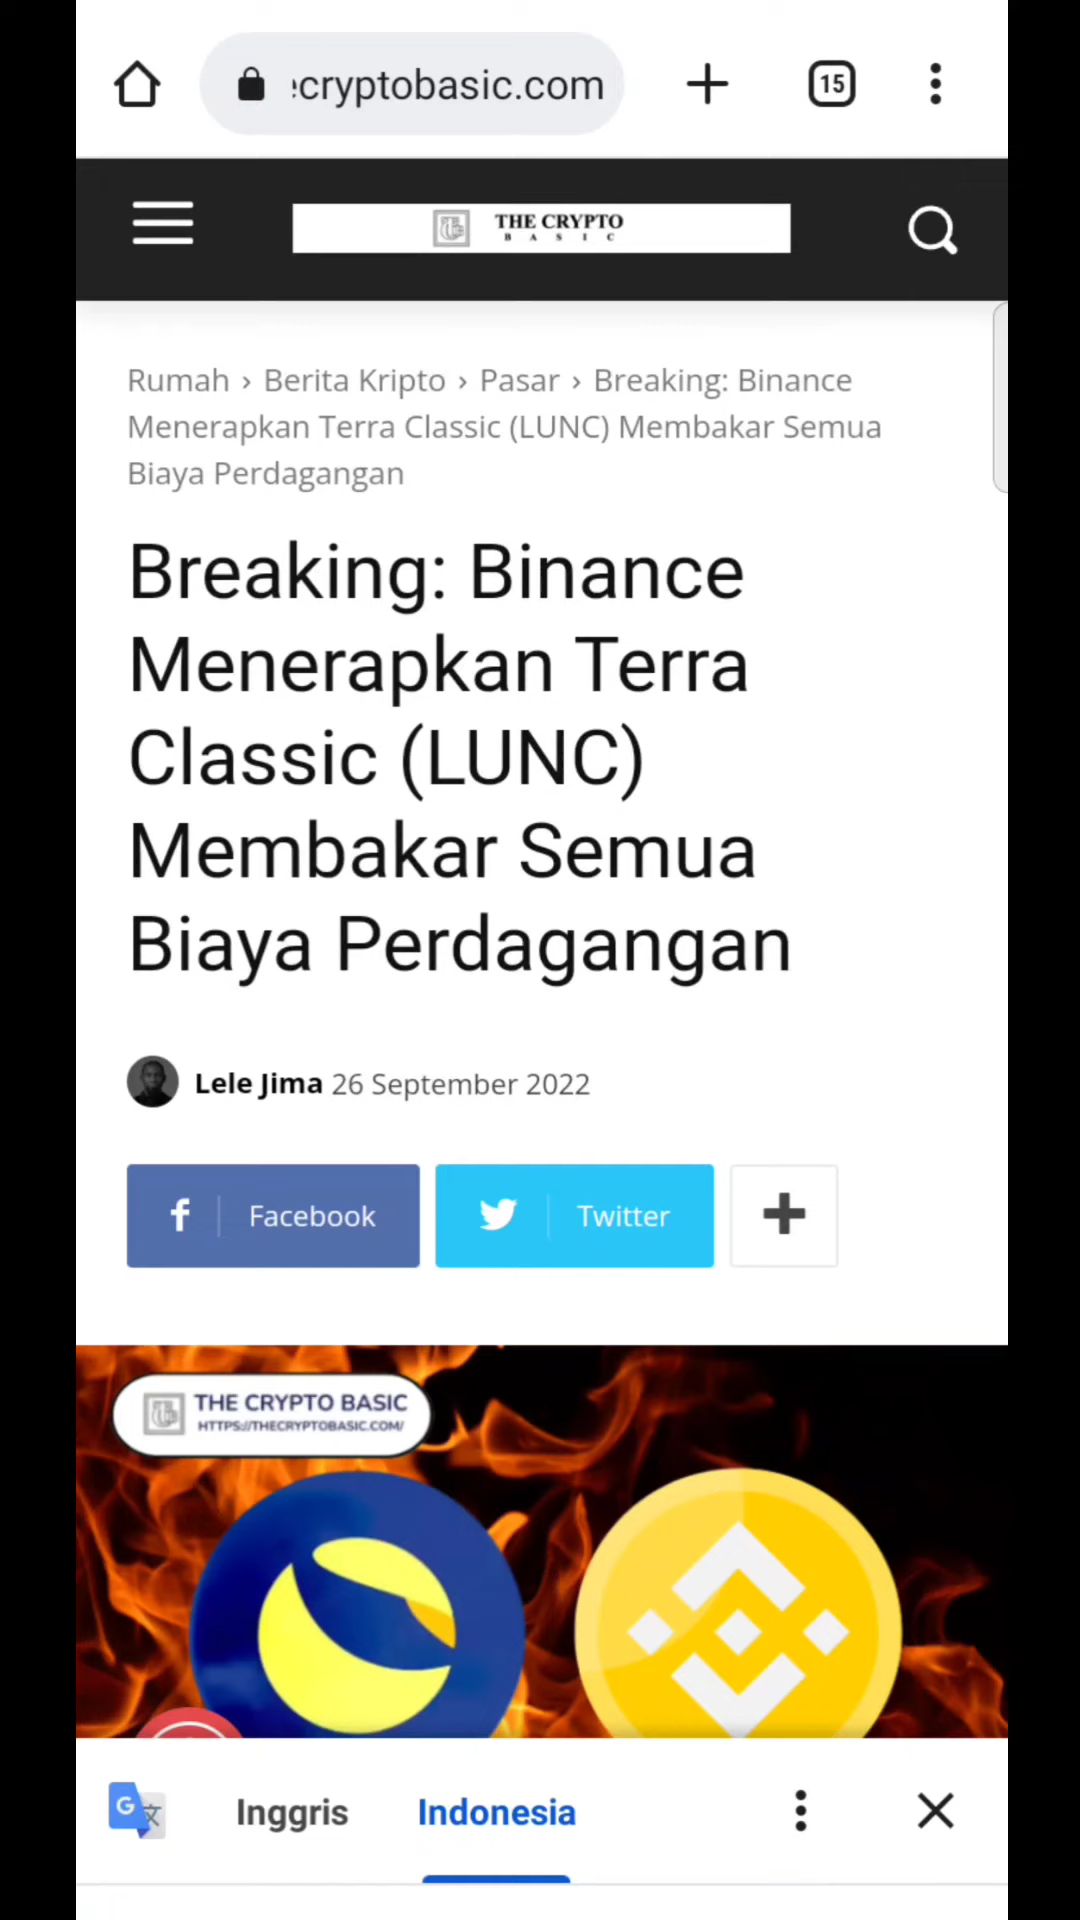 cryptobasic.com
15
THE CRYPTO
BASIC
Rumah › Berita Kripto › Pasar › Breaking: Binance
Menerapkan Terra Classic (LUNC) Membakar Semua
Biaya Perdagangan
Breaking: Binance
Menerapkan Terra
Classic (LUNC)
Membakar Semua
Biaya Perdagangan
Lele Jima 26 September 2022
f Facebook
Twitter
THE CRYPTO BASIC
HTTPS://THECRYPTOBASIC.COM/
G 文
Inggris
Indonesia